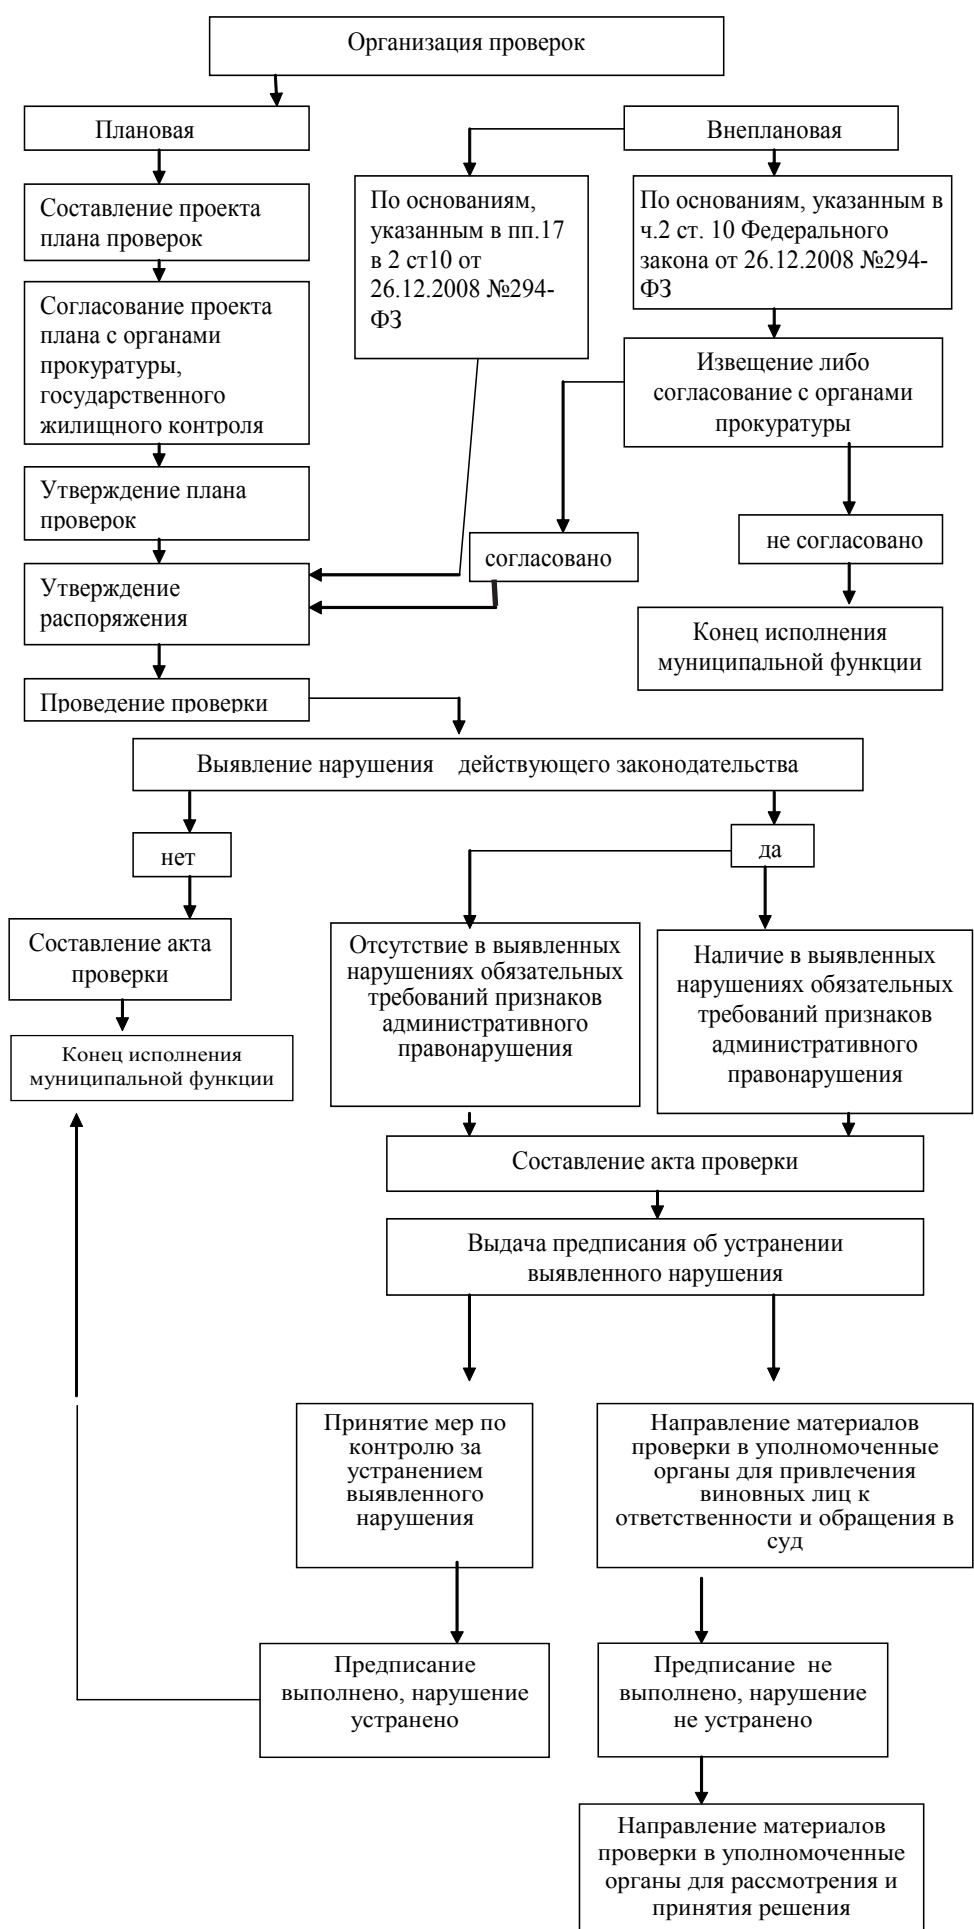 Организация проверок
Плановая
Внеплановая
Составление проекта
плана проверок
По основаниям,
указанным в пп.17
в 2 ст10 от
26.12.2008 №294-
ФЗ
По основаниям, указанным в
ч.2 ст. 10 Федерального
закона от 26.12.2008 №294-
ФЗ
Согласование проекта
плана с органами
прокуратуры,
государственного
жилищного контроля
Извещение либо
согласование с органами
прокуратуры
Утверждение плана
проверок
согласовано
не согласовано
Утверждение
распоряжения
Конец исполнения
муниципальной функции
Проведение проверки
Выявление нарушения действующего законодательства
нет
да
Составление акта
проверки
Отсутствие в выявленных
нарушениях обязательных
требований признаков
административного
правонарушения
Наличие в выявленных
нарушениях обязательных
требований признаков
административного
правонарушения
Конец исполнения
муниципальной функции
Составление акта проверки
Выдача предписания об устранении
выявленного нарушения
Принятие мер по
контролю за
устранением
выявленного
нарушения
Направление материалов
проверки в уполномоченные
органы для привлечения
виновных лиц к
ответственности и обращения в
суд
Предписание
выполнено, нарушение
устранено
Предписание не
выполнено, нарушение
не устранено
Направление материалов
проверки в уполномоченные
органы для рассмотрения и
принятия решения